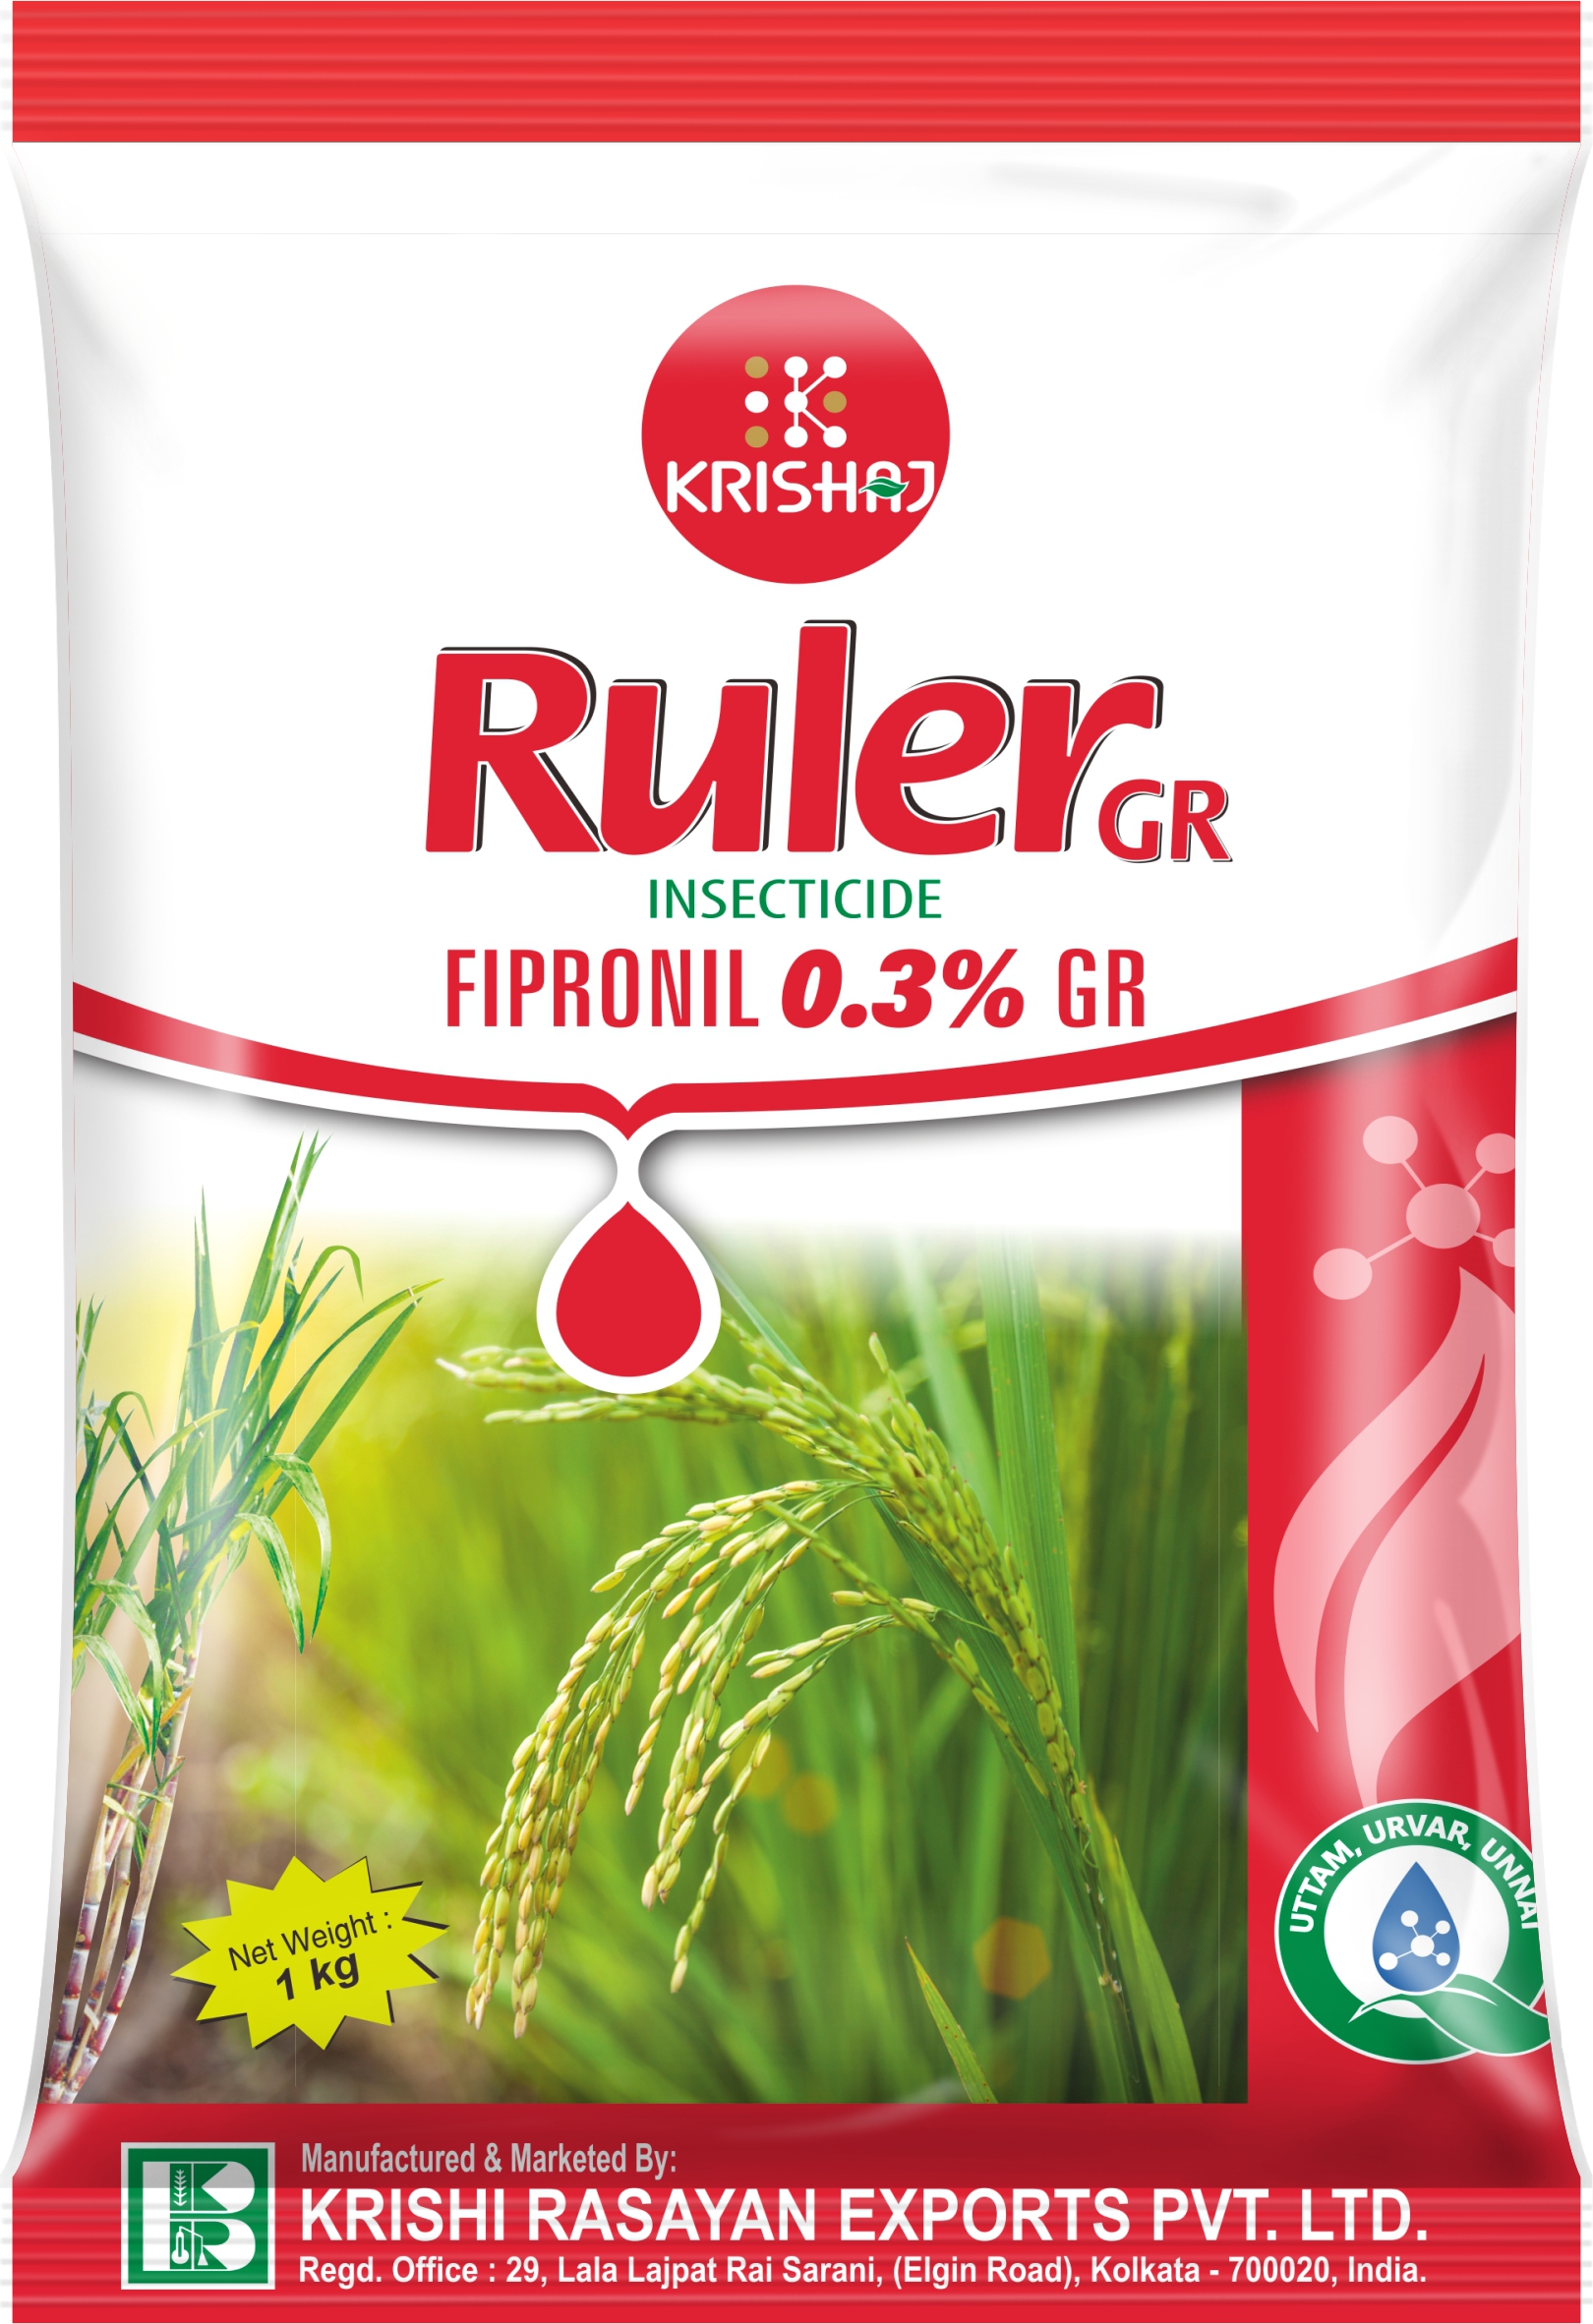 KRISHAJ
Ruler GR
INSECTICIDE
FIPRONIL 0.3% GR
UTTAM, URVAR, UNNAT
Net Weight :
1 kg
Manufactured & Marketed By:
KRISHI RASAYAN EXPORTS PVT. LTD.
Regd. Office : 29, Lala Lajpat Rai Sarani, (Elgin Road), Kolkata - 700020, India.